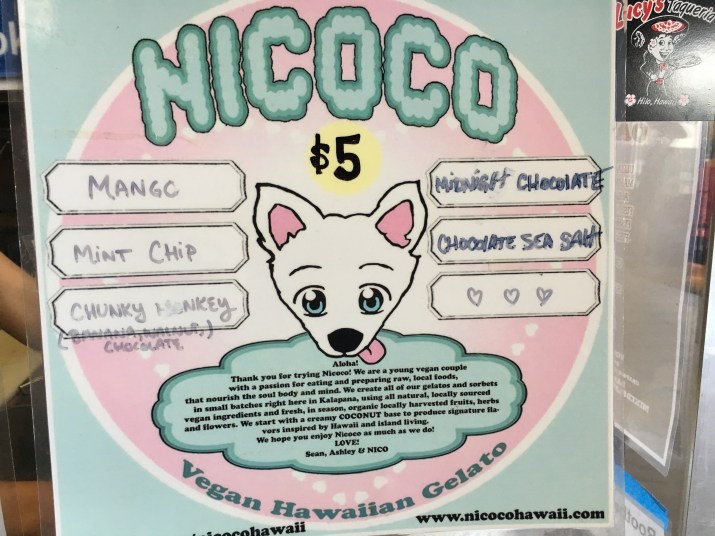 NICOCO
$5
MANGO
MINT CHIP
CHUNKY MONKEY
(BANANA, WALNUT,)
CHOCOLATE.
MIDNIGHT CHOCOLATE
CHOCOLATE SEA SALT
Aloha!
Thank you for trying Nicoco! We are a young vegan couple
with a passion for eating and preparing raw, local foods,
that nourish the soul body and mind. We create all of our gelatos and sorbets
in small batches right here in Kalapana, using all natural, locally sourced
vegan ingredients and fresh, in season, organic locally harvested fruits, herbs
and flowers. We start with a creamy COCONUT base to produce signature fla-
vors inspired by Hawaii and island living.
We hope you enjoy Nicoco as much as we do!
LOVE!
Sean, Ashley & NICO
Vegan Hawaiian Gelato
www.nicocohawaii.com
Taqueria
Hilo, Hawaii